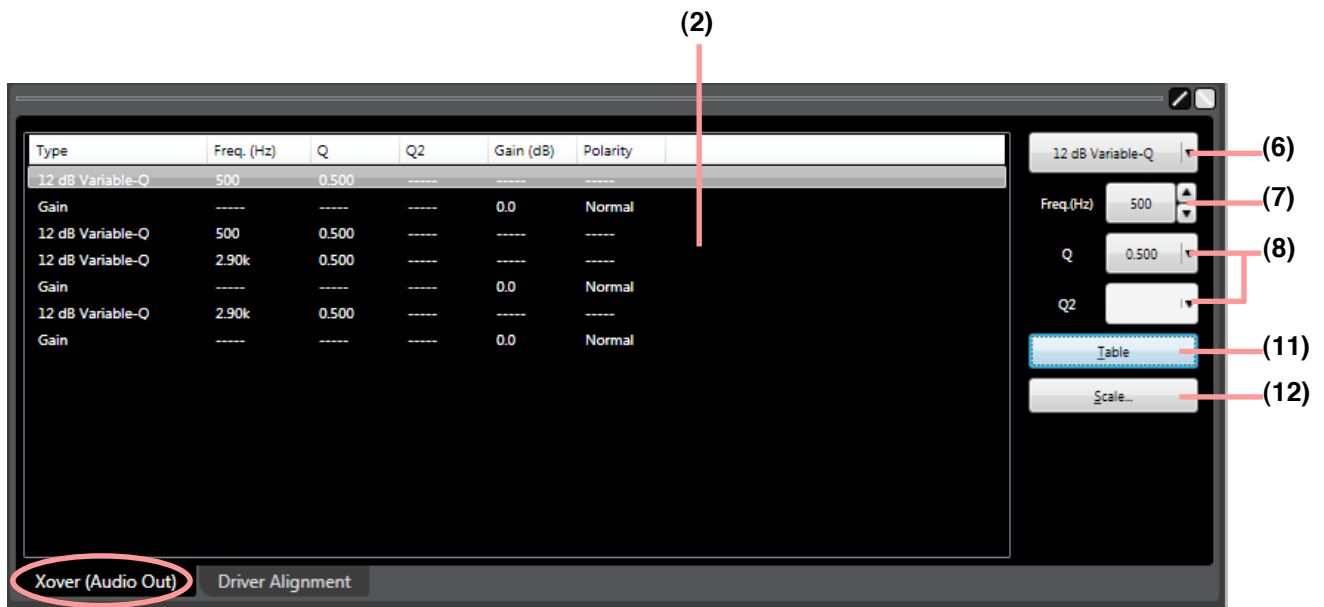 (2)
Type Freq. (Hz) Q Q2 Gain (dB) Polarity
12 dB Variable-Q 500 0.500 ----- ----- -----
Gain ----- ----- ----- 0.0 Normal
12 dB Variable-Q 500 0.500 ----- ----- -----
12 dB Variable-Q 2.90k 0.500 ----- ----- -----
Gain ----- ----- ----- 0.0 Normal
12 dB Variable-Q 2.90k 0.500 ----- ----- -----
Gain ----- ----- ----- 0.0 Normal
12 dB Variable-Q (6)
Freq.(Hz) 500 (7)
Q 0.500 (8)
Q2
Table (11)
Scale... (12)
Xover (Audio Out) Driver Alignment